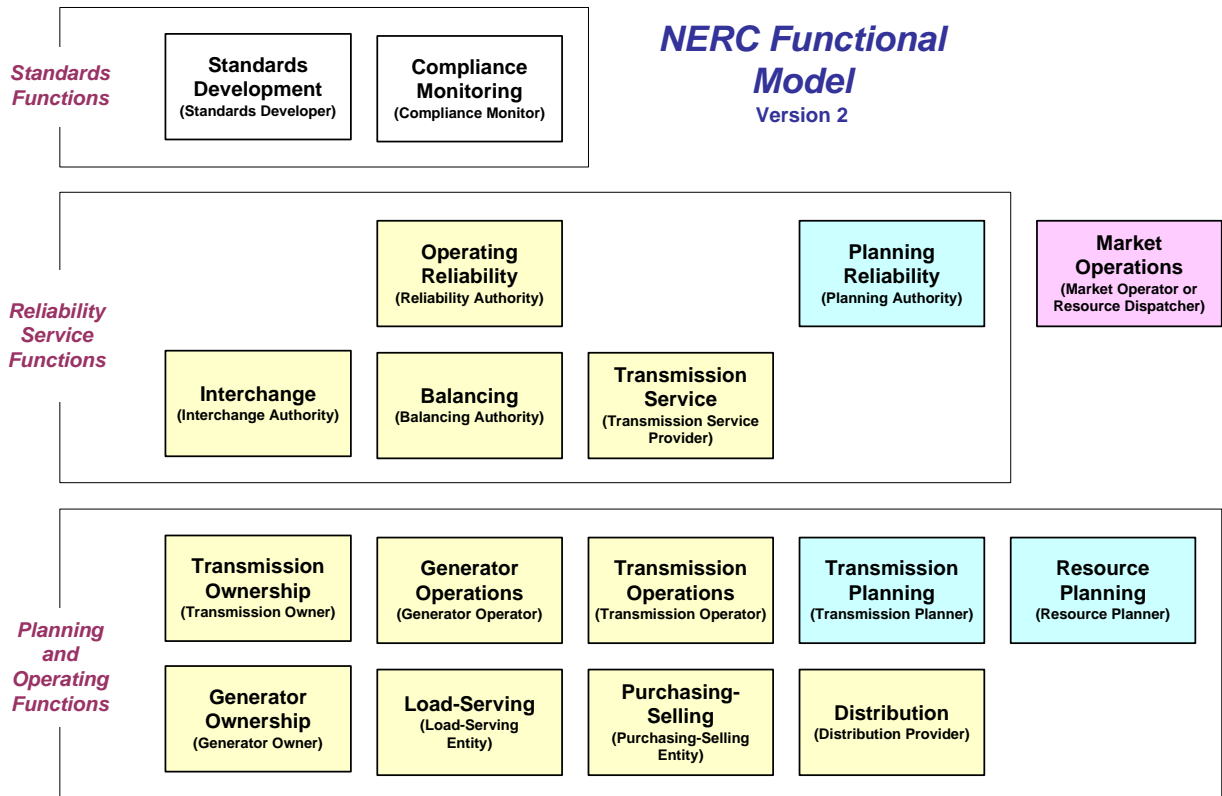 NERC Functional
Model
Version 2
Standards
Functions
Standards
Development
(Standards Developer)
Compliance
Monitoring
(Compliance Monitor)
Reliability
Service
Functions
Operating
Reliability
(Reliability Authority)
Planning
Reliability
(Planning Authority)
Market
Operations
(Market Operator or
Resource Dispatcher)
Interchange
(Interchange Authority)
Balancing
(Balancing Authority)
Transmission
Service
(Transmission Service
Provider)
Planning
and
Operating
Functions
Transmission
Ownership
(Transmission Owner)
Generator
Operations
(Generator Operator)
Transmission
Operations
(Transmission Operator)
Transmission
Planning
(Transmission Planner)
Resource
Planning
(Resource Planner)
Generator
Ownership
(Generator Owner)
Load-Serving
(Load-Serving
Entity)
Purchasing-
Selling
(Purchasing-Selling
Entity)
Distribution
(Distribution Provider)